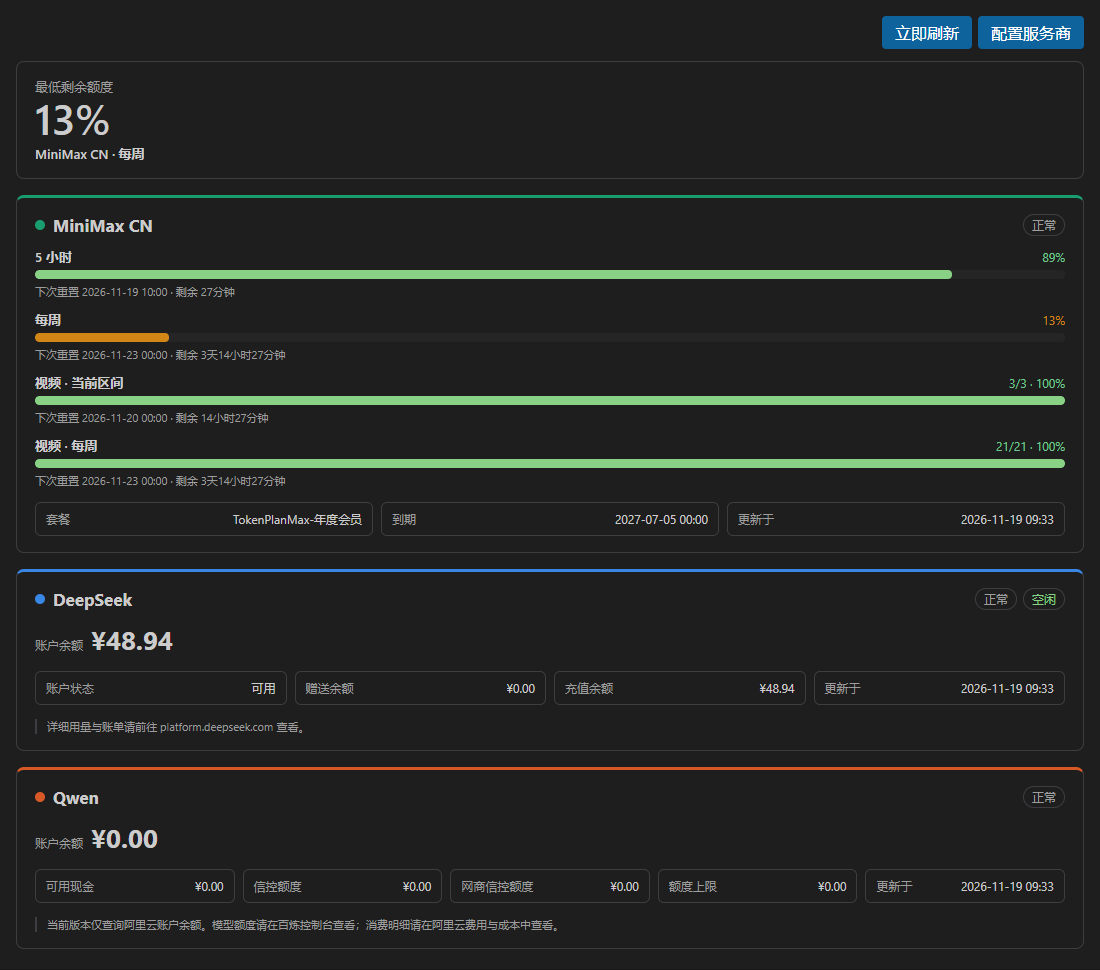 立即刷新 配置服务商
最低剩余额度
13%
MiniMax CN · 每周
MiniMax CN 正常
5 小时 89%
下次重置 2026-11-19 10:00 · 剩余 27分钟
每周 13%
下次重置 2026-11-23 00:00 · 剩余 3天14小时27分钟
视频 · 当前区间 3/3 · 100%
下次重置 2026-11-20 00:00 · 剩余 14小时27分钟
视频 · 每周 21/21 · 100%
下次重置 2026-11-23 00:00 · 剩余 3天14小时27分钟
套餐 TokenPlanMax-年度会员 到期 2027-07-05 00:00 更新于 2026-11-19 09:33
DeepSeek 正常 空闲
账户余额 ¥48.94
账户状态 可用 赠送余额 ¥0.00 充值余额 ¥48.94 更新于 2026-11-19 09:33
详细用量与账单请前往 platform.deepseek.com 查看。
Qwen 正常
账户余额 ¥0.00
可用现金 ¥0.00 信控额度 ¥0.00 网商信控额度 ¥0.00 额度上限 ¥0.00 更新于 2026-11-19 09:33
当前版本仅查询阿里云账户余额。模型额度请在百炼控制台查看；消费明细请在阿里云费用与成本中查看。